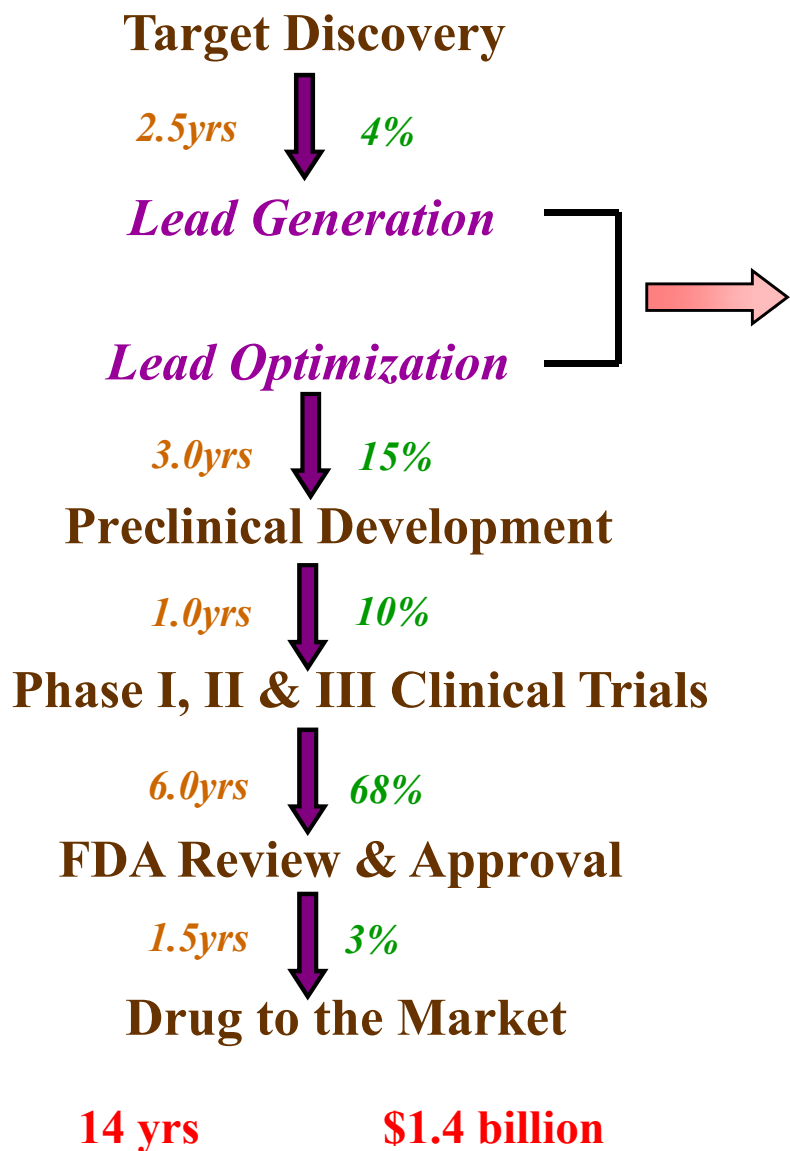 Target Discovery
2.5yrs 4%
Lead Generation
Lead Optimization
3.0yrs 15%
Preclinical Development
1.0yrs 10%
Phase I, II & III Clinical Trials
6.0yrs 68%
FDA Review & Approval
1.5yrs 3%
Drug to the Market
14 yrs $1.4 billion